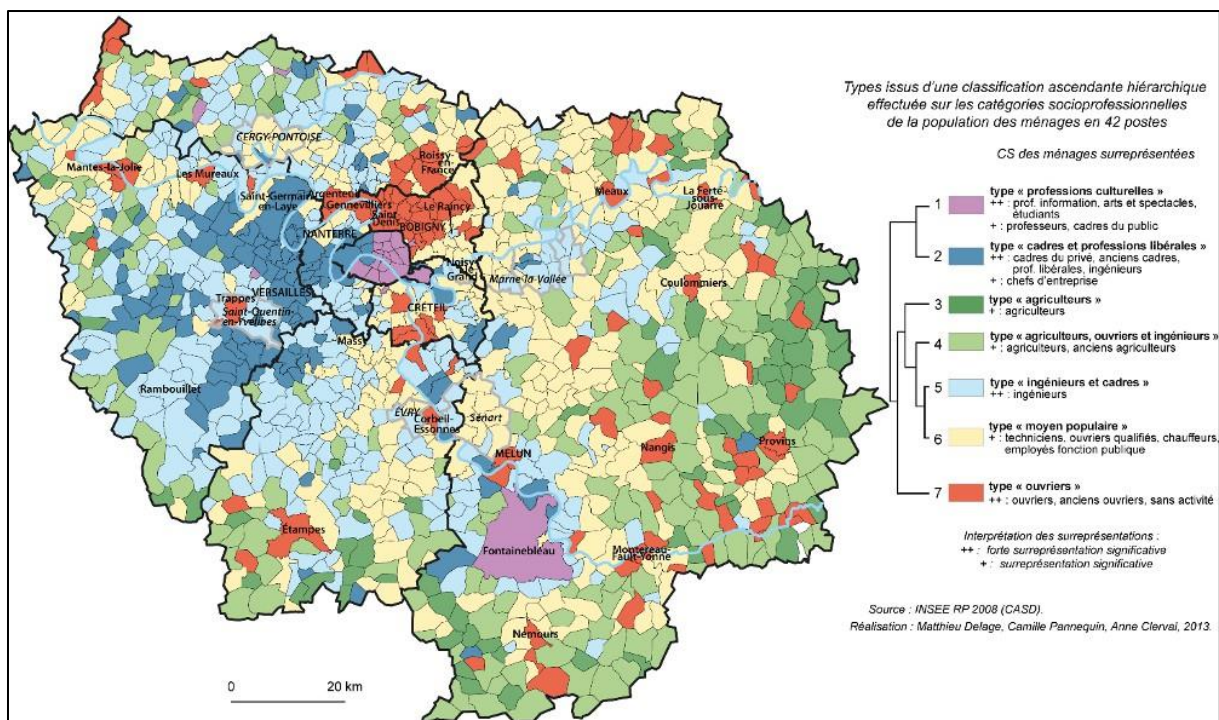 Types issus d'une classification ascendante hiérarchique
effectuée sur les catégories socioprofessionnelles
de la population des ménages en 42 postes
CS des ménages surreprésentées
1 type « professions culturelles »
++ : prof. information, arts et spectacles,
étudiants
+ : professeurs, cadres du public
2 type « cadres et professions libérales »
++ : cadres du privé, anciens cadres,
prof. libérales, ingénieurs
+ : chefs d'entreprise
3 type « agriculteurs »
+ : agriculteurs
4 type « agriculteurs, ouvriers et ingénieurs »
+ : agriculteurs, anciens agriculteurs
5 type « ingénieurs et cadres »
++ : ingénieurs
6 type « moyen populaire »
+ : techniciens, ouvriers qualifiés, chauffeurs,
employés fonction publique
7 type « ouvriers »
++ : ouvriers, anciens ouvriers, sans activité
Interprétation des surreprésentations :
++ : forte surreprésentation significative
+ : surreprésentation significative
Source : INSEE RP 2008 (CASD).
Réalisation : Matthieu Delage, Camille Pannequin, Anne Clerval, 2013.
CERGY-PONTOISE
Mantes-la-Jolie
Les Mureaux
Roissy-
en-
France
Saint-Germain-
en-Laye
Argenteuil
Gennevilliers
Saint-
Denis
Le Raincy
BOBIGNY
NANTERRE
Meaux
La Ferté-
sous-
Jouarre
Noisy-
le-
Grand
Marne-la-Vallée
VERSAILLES
Trappes
Saint-Quentin-
en-Yvelines
CRÉTEIL
Coulommiers
Massy
Rambouillet
ÉVRY
Corbeil-
Essonnes
Sénart
MELUN
Nangis
Provins
Étampes
Fontainebleau
Montereau-
Fault-Yonne
Némours
0 20 km